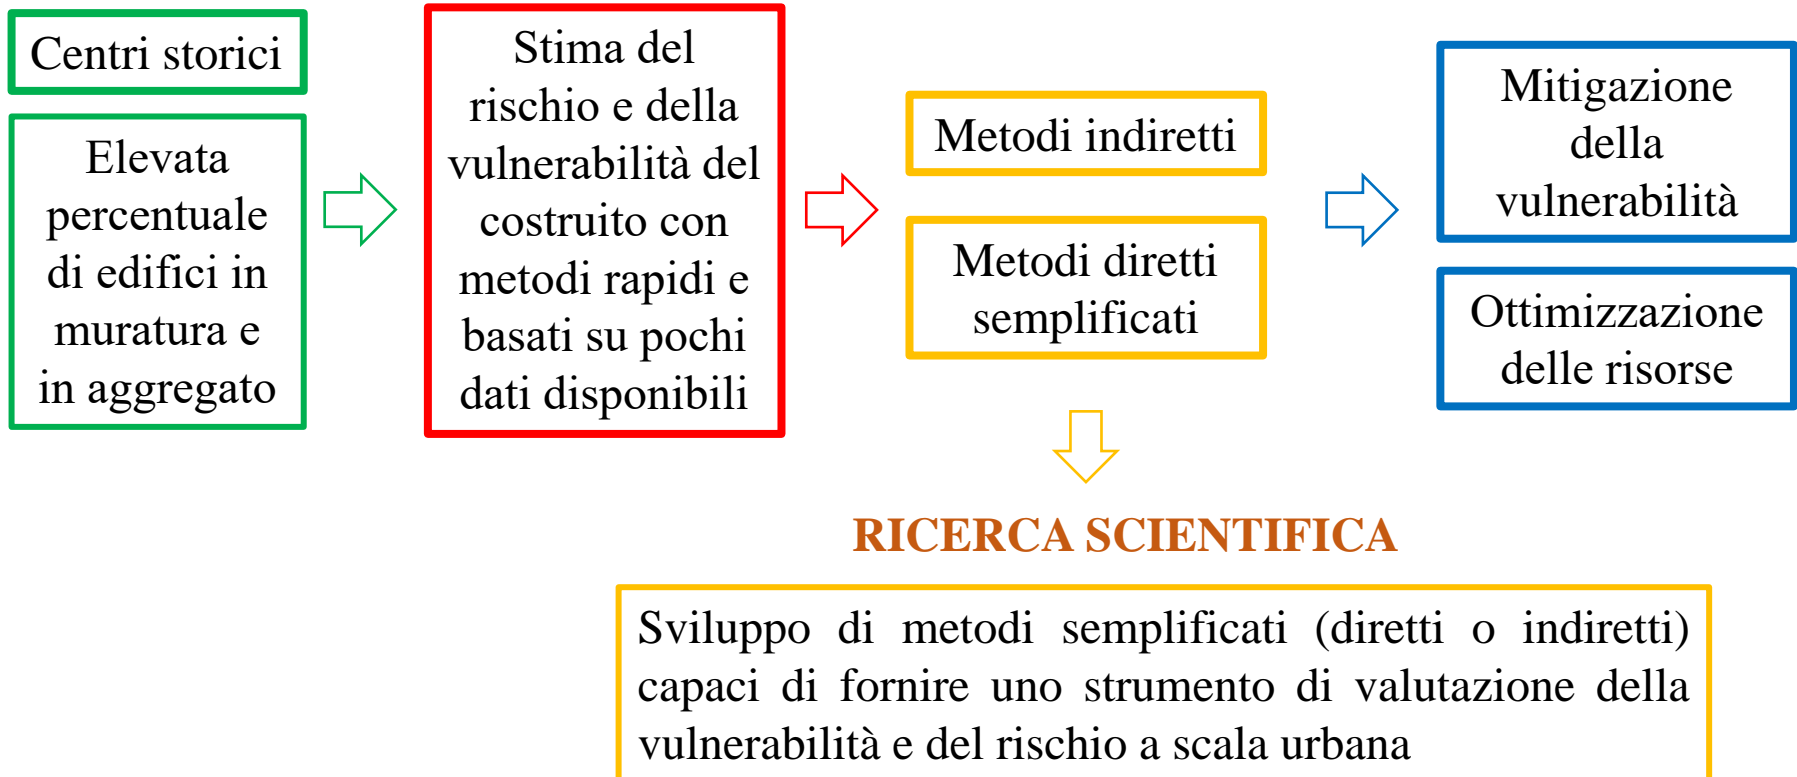 Centri storici
Elevata
percentuale
di edifici in
muratura e
in aggregato
Stima del
rischio e della
vulnerabilità del
costruito con
metodi rapidi e
basati su pochi
dati disponibili
Metodi indiretti
Metodi diretti
semplificati
Mitigazione
della
vulnerabilità
Ottimizzazione
delle risorse
RICERCA SCIENTIFICA
Sviluppo di metodi semplificati (diretti o indiretti)
capaci di fornire uno strumento di valutazione della
vulnerabilità e del rischio a scala urbana